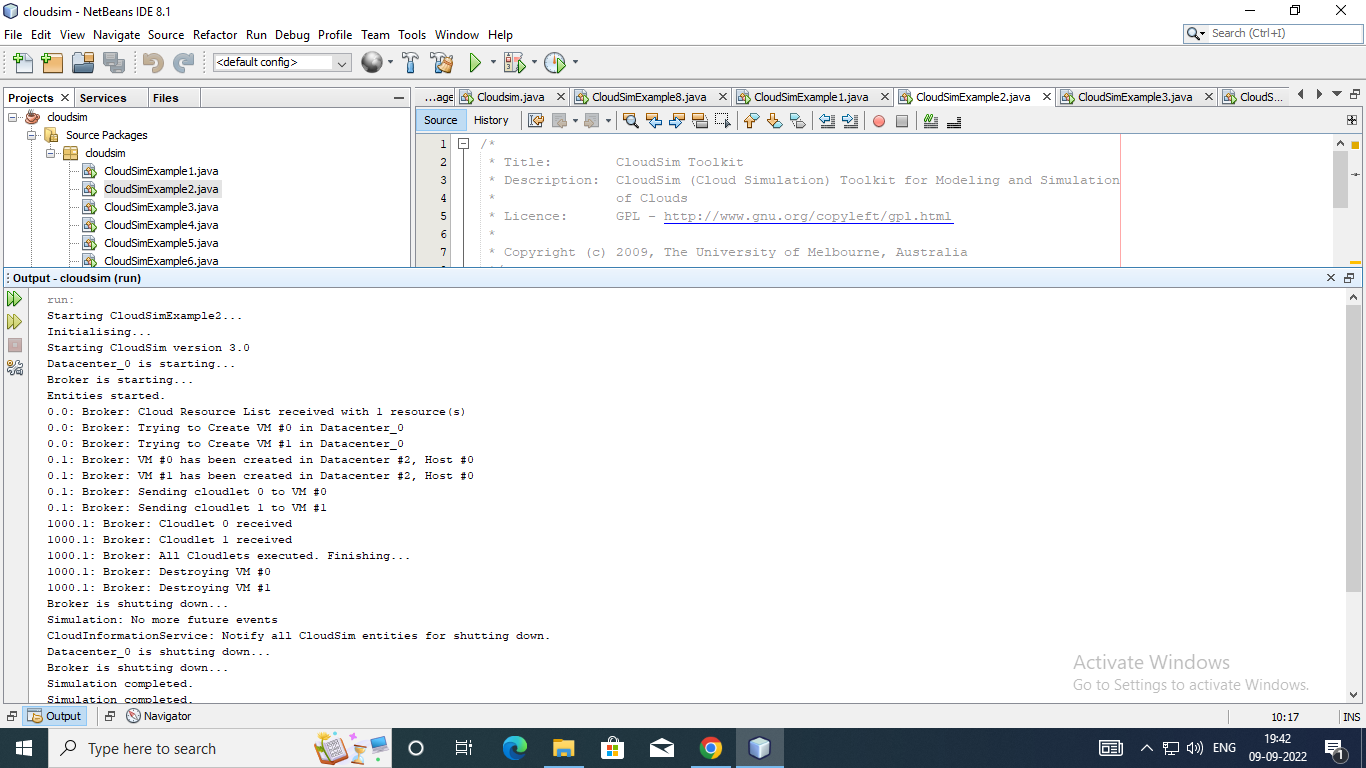 cloudsim - NetBeans IDE 8.1
File Edit View Navigate Source Refactor Run Debug Profile Team Tools Window Help
Search (Ctrl+I)
<default config>
Projects Services Files
...age Cloudsim.java CloudSimExample8.java CloudSimExample1.java CloudSimExample2.java CloudSimExample3.java CloudS...
Source History
cloudsim
Source Packages
cloudsim
CloudSimExample1.java
CloudSimExample2.java
CloudSimExample3.java
CloudSimExample4.java
CloudSimExample5.java
CloudSimExample6.java
1 /*
2 * Title: CloudSim Toolkit
3 * Description: CloudSim (Cloud Simulation) Toolkit for Modeling and Simulation
4 * of Clouds
5 * Licence: GPL - http://www.gnu.org/copyleft/gpl.html
6 *
7 * Copyright (c) 2009, The University of Melbourne, Australia
Output - cloudsim (run)
run:
Starting CloudSimExample2...
Initialising...
Starting CloudSim version 3.0
Datacenter_0 is starting...
Broker is starting...
Entities started.
0.0: Broker: Cloud Resource List received with 1 resource(s)
0.0: Broker: Trying to Create VM #0 in Datacenter_0
0.0: Broker: Trying to Create VM #1 in Datacenter_0
0.1: Broker: VM #0 has been created in Datacenter #2, Host #0
0.1: Broker: VM #1 has been created in Datacenter #2, Host #0
0.1: Broker: Sending cloudlet 0 to VM #0
0.1: Broker: Sending cloudlet 1 to VM #1
1000.1: Broker: Cloudlet 0 received
1000.1: Broker: Cloudlet 1 received
1000.1: Broker: All Cloudlets executed. Finishing...
1000.1: Broker: Destroying VM #0
1000.1: Broker: Destroying VM #1
Broker is shutting down...
Simulation: No more future events
CloudInformationService: Notify all CloudSim entities for shutting down.
Datacenter_0 is shutting down...
Broker is shutting down...
Simulation completed.
Simulation completed.
Activate Windows
Go to Settings to activate Windows.
Output Navigator
10:17 INS
Type here to search
ENG
19:42
09-09-2022
1